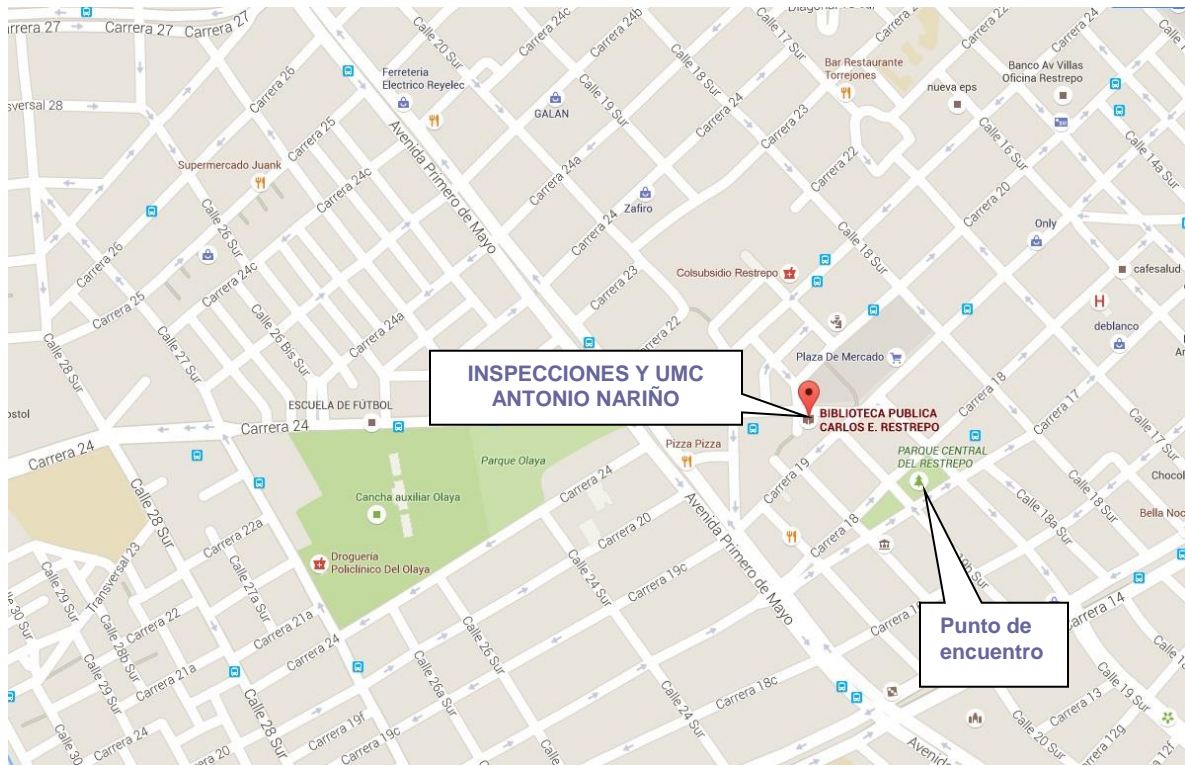 Carrera 27
Carrera 27
Carrera
Carrera 24c
Carrera 24b
Calle 20 Sur
Calle 17 Sur
Carrera 24
Ferreteria
Electrico Reyelec
Bar Restaurante
Torrejones
Banco Av Villas
Oficina Restrepo
nueva eps
Carrera 26
GALAN
Calle 18 Sur
Calle 19 Sur
Carrera 24
Carrera 23
Calle 16 Sur
Calle 14a Sur
Carrera 25
Avenida Primero de Mayo
Supermercado Juank
Carrera 24c
Carrera 24a
Carrera 22
Carrera 20
Zafiro
Carrera 24
Calle 26 Sur
Only
Calle 18 Sur
Carrera 26
Carrera 24c
Carrera 23
Colsubsidio Restrepo
cafesalud
Carrera 25
Carrera 24a
Calle 26 Bis Sur
Carrera 22
deblanco
Calle 28 Sur
Calle 27 Sur
Plaza De Mercado
INSPECCIONES Y UMC
ANTONIO NARIÑO
Carrera 18
Carrera 17
ESCUELA DE FÚTBOL
BIBLIOTECA PUBLICA
CARLOS E. RESTREPO
Carrera 24
Carrera 24
Pizza Pizza
PARQUE CENTRAL
DEL RESTREPO
Calle 17 Sur
Parque Olaya
Carrera 24
Carrera 19
Cancha auxiliar Olaya
Calle 28 Sur
Calle 18 Sur
Carrera 20
Avenida Primero de Mayo
Carrera 18
Calle 18a Sur
Carrera 22a
Transversal 23
Drogueria
Policlínico Del Olaya
Calle 24 Sur
Carrera 19c
Calle 29 Sur
Calle 27a Sur
Carrera 14
Carrera 22
Carrera 21a
Punto de
encuentro
Calle 30 Sur
Calle 28b Sur
Carrera 24
Calle 26 Sur
Carrera 21a
Calle 29 Sur
Calle 26a Sur
Carrera 18c
Calle 24 Sur
Calle 19 Sur
Carrera 13
Calle 28 Sur
Carrera 19f
Carrera 24
Carrera 19c
Calle 20 Sur
Carrera 12g